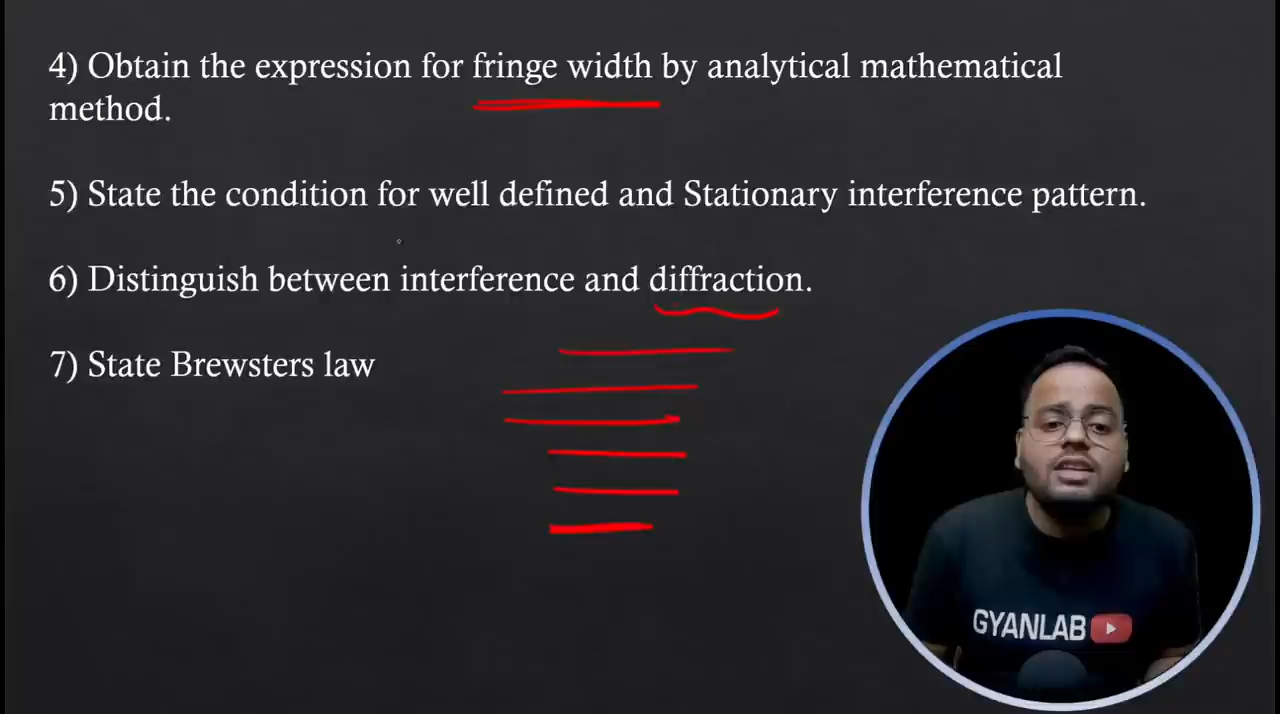 4) Obtain the expression for fringe width by analytical mathematical
method.
5) State the condition for well defined and Stationary interference pattern.
6) Distinguish between interference and diffraction.
7) State Brewsters law
GYANLAB